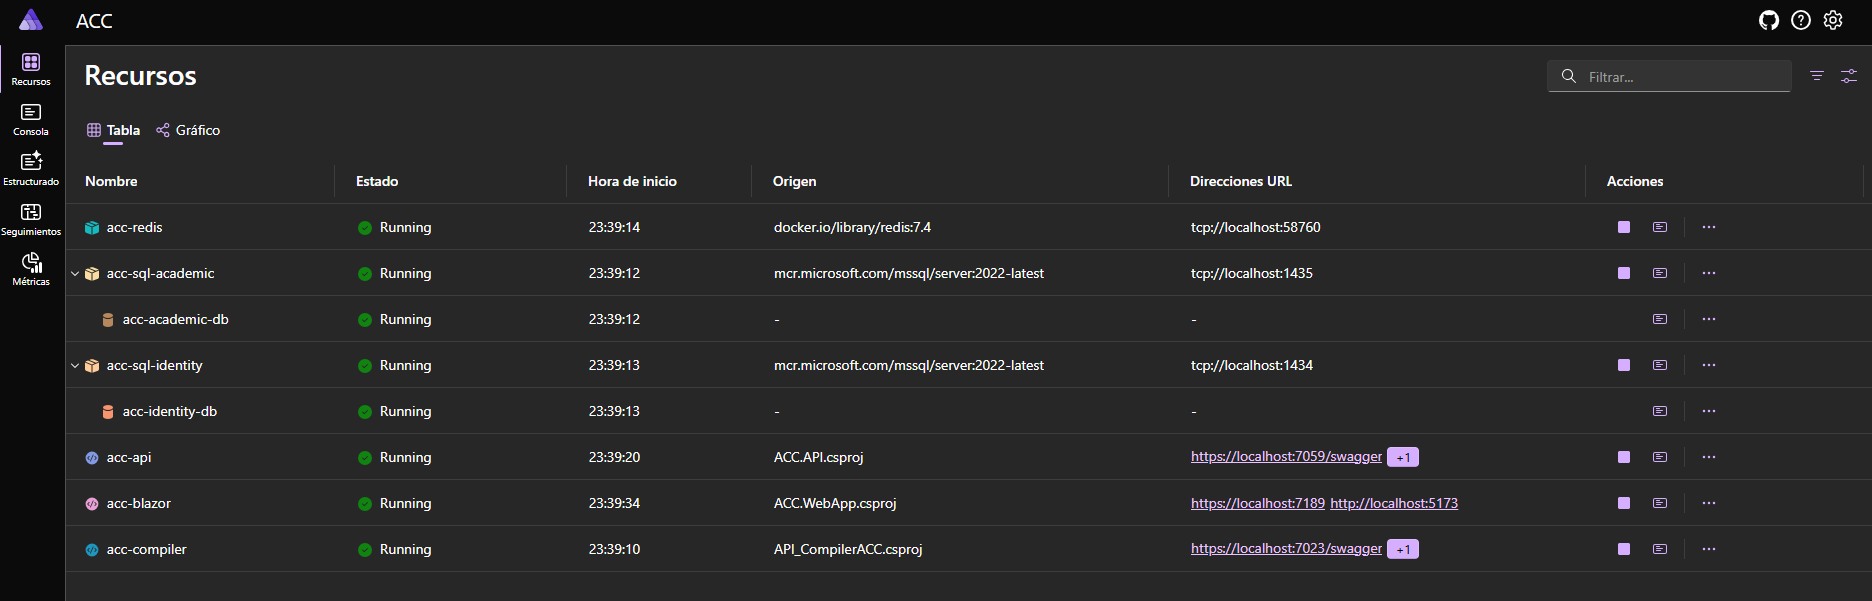 ACC
Recursos
Consola
Estructurado
Seguimientos
Métricas
Recursos
Filtrar...
Tabla Gráfico
Nombre Estado Hora de inicio Origen Direcciones URL Acciones
acc-redis Running 23:39:14 docker.io/library/redis:7.4 tcp://localhost:58760
acc-sql-academic Running 23:39:12 mcr.microsoft.com/mssql/server:2022-latest tcp://localhost:1435
acc-academic-db Running 23:39:12 - -
acc-sql-identity Running 23:39:13 mcr.microsoft.com/mssql/server:2022-latest tcp://localhost:1434
acc-identity-db Running 23:39:13 - -
acc-api Running 23:39:20 ACC.API.csproj https://localhost:7059/swagger +1
acc-blazor Running 23:39:34 ACC.WebApp.csproj https://localhost:7189 http://localhost:5173
acc-compiler Running 23:39:10 API_CompilerACC.csproj https://localhost:7023/swagger +1